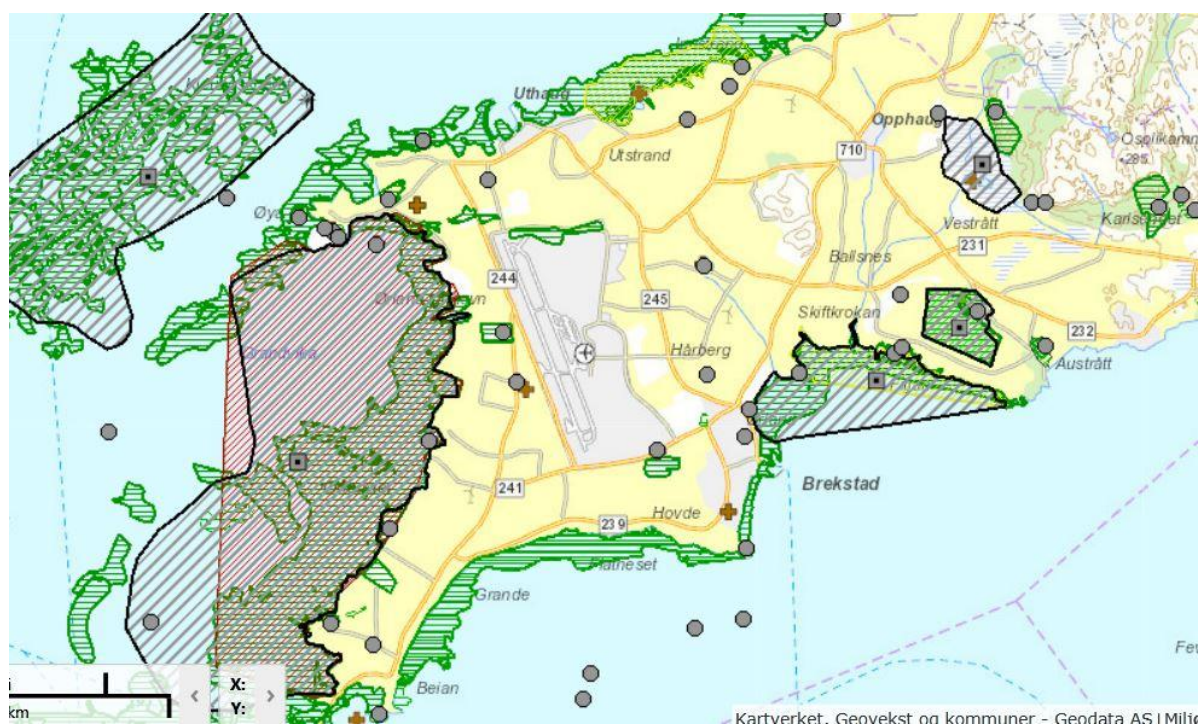 Uthaug
Utstrand
710
Opphaug
Vestrått
231
Ballsnes
244
245
Hårberg
Skiftkrokan
232
Austrått
Brekstad
241
239
Hovde
Grande
Beian
X:
Y:
km
Kartverket, Geovekst og kommuner - Geodata AS | Miljø